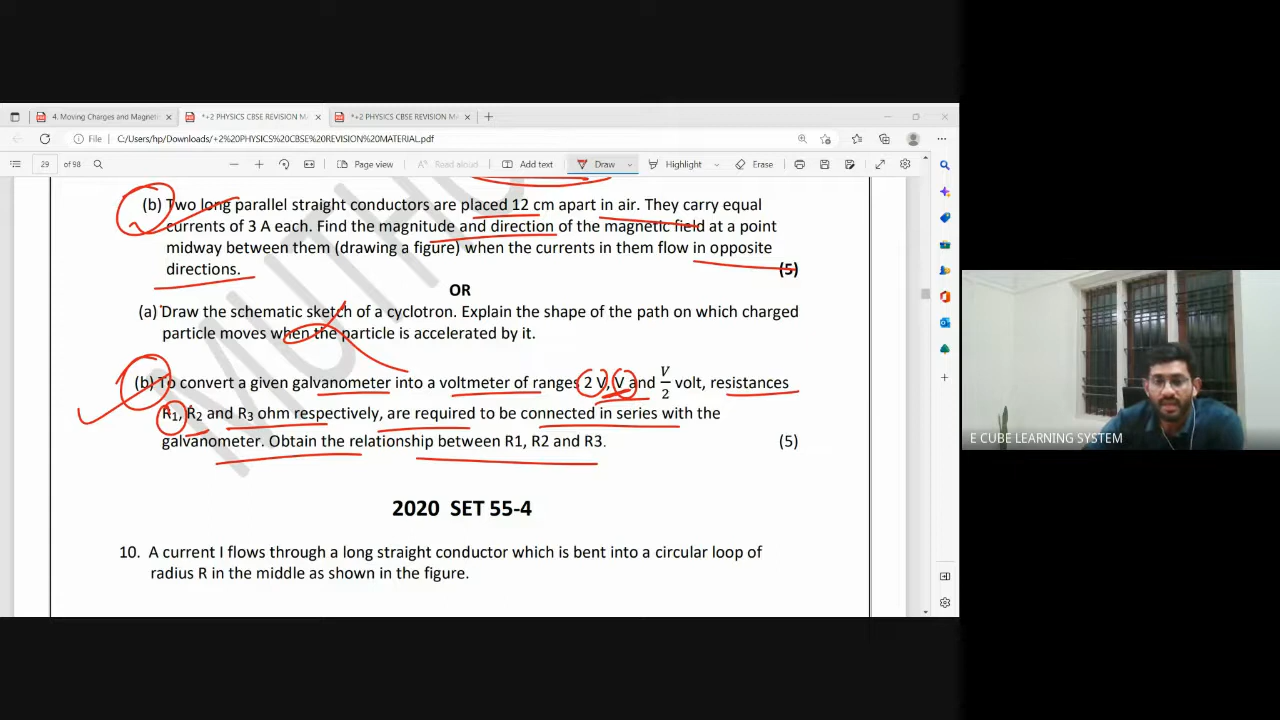 4. Moving Charges and Magnetic
*+2 PHYSICS CBSE REVISION MA
*+2 PHYSICS CBSE REVISION MA
File
C:/Users/hp/Downloads/+2%20PHYSICS%20CBSE%20REVISION%20MATERIAL.pdf
29 of 98
Page view
Read aloud
Add text
Draw
Highlight
Erase
(b) Two long parallel straight conductors are placed 12 cm apart in air. They carry equal
currents of 3 A each. Find the magnitude and direction of the magnetic field at a point
midway between them (drawing a figure) when the currents in them flow in opposite
directions. (5)
OR
(a) Draw the schematic sketch of a cyclotron. Explain the shape of the path on which charged
particle moves when the particle is accelerated by it.
(b) To convert a given galvanometer into a voltmeter of ranges 2 V, V and V/2 volt, resistances
R1, R2 and R3 ohm respectively, are required to be connected in series with the
galvanometer. Obtain the relationship between R1, R2 and R3. (5)
2020 SET 55-4
10. A current I flows through a long straight conductor which is bent into a circular loop of
radius R in the middle as shown in the figure.
E CUBE LEARNING SYSTEM